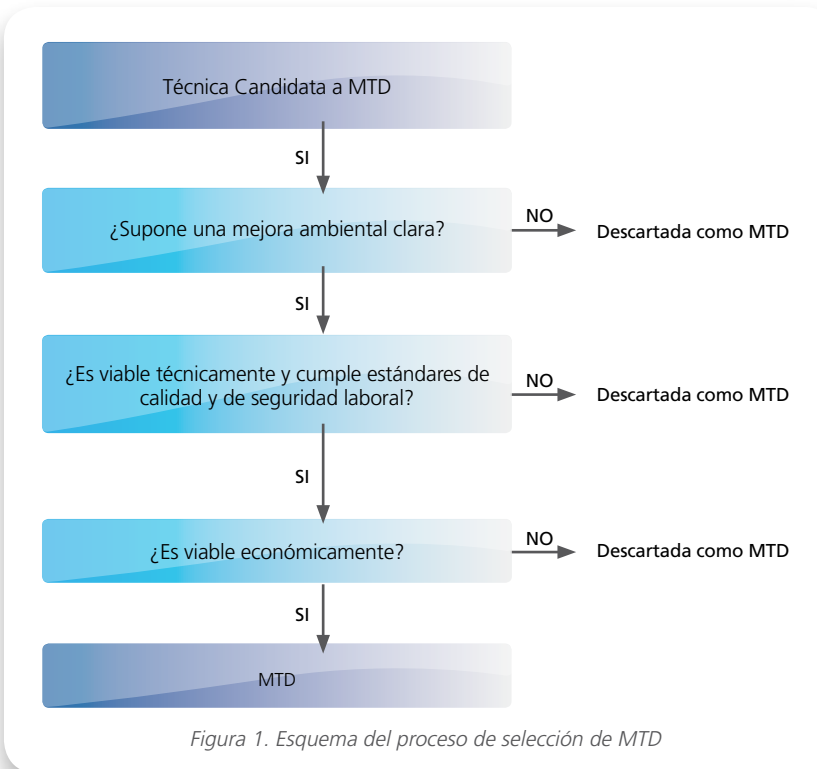 Técnica Candidata a MTD
SI
¿Supone una mejora ambiental clara?
NO
Descartada como MTD
SI
¿Es viable técnicamente y cumple estándares de
calidad y de seguridad laboral?
NO
Descartada como MTD
SI
¿Es viable económicamente?
NO
Descartada como MTD
SI
MTD
Figura 1. Esquema del proceso de selección de MTD